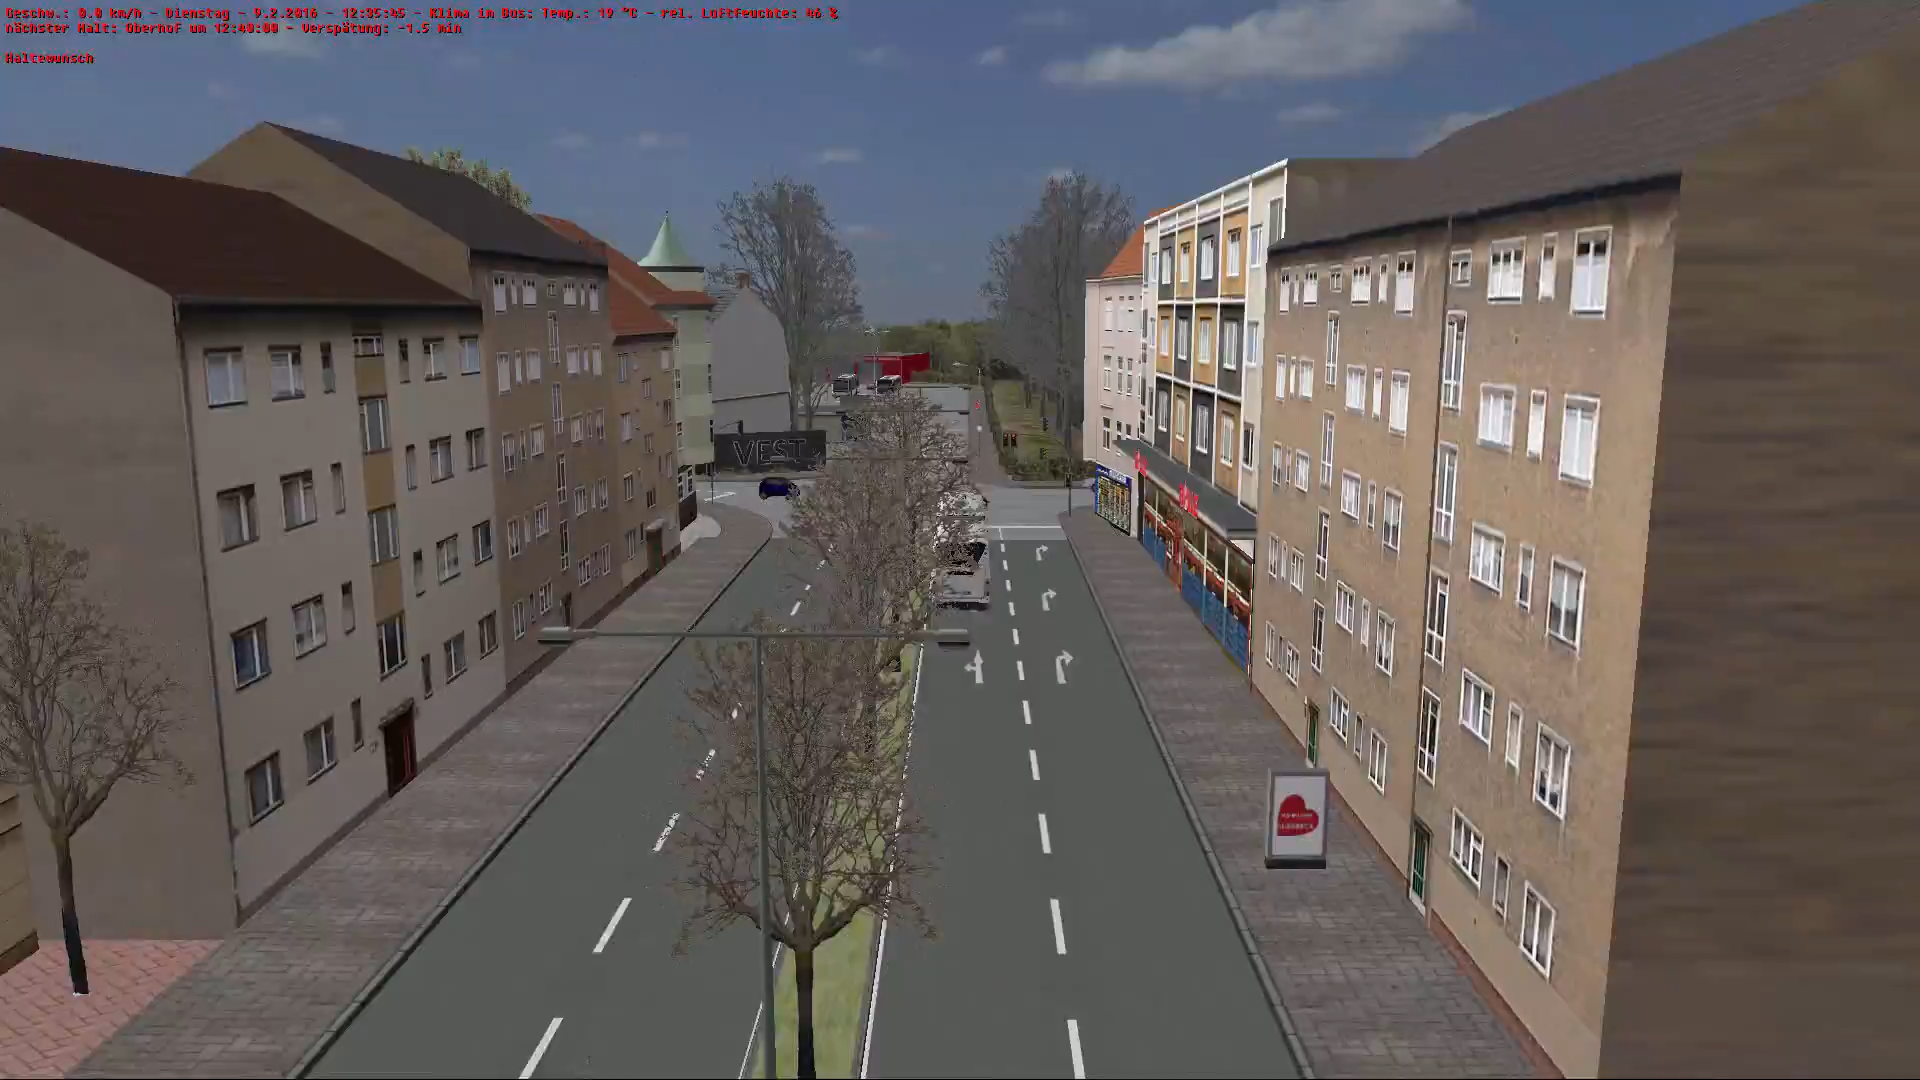 Geschw.: 0.0 km/h - Dienstag - 9.2.2016 - 12:35:45 - Klima im Bus: Temp.: 19 °C - rel. Luftfeuchte: 46 %
nächster Halt: Oberhof um 12:40:00 - Verspätung: -1.5 min
Haltewunsch
VEST